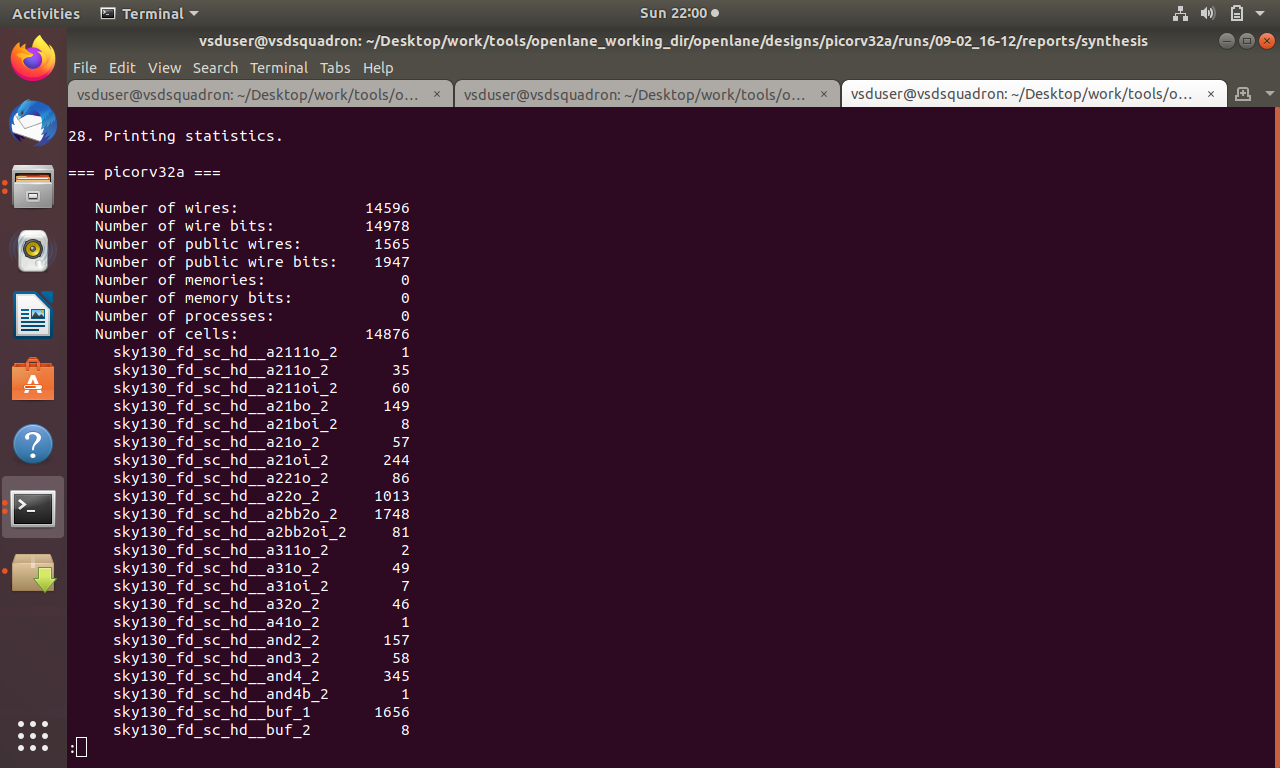 Activities Terminal Sun 22:00
vsduser@vsdsquadron: ~/Desktop/work/tools/openlane_working_dir/openlane/designs/picorv32a/runs/09-02_16-12/reports/synthesis
File Edit View Search Terminal Tabs Help
vsduser@vsdsquadron: ~/Desktop/work/tools/o... × vsduser@vsdsquadron: ~/Desktop/work/tools/o... × vsduser@vsdsquadron: ~/Desktop/work/tools/o... ×
28. Printing statistics.
=== picorv32a ===
Number of wires: 14596
Number of wire bits: 14978
Number of public wires: 1565
Number of public wire bits: 1947
Number of memories: 0
Number of memory bits: 0
Number of processes: 0
Number of cells: 14876
sky130_fd_sc_hd__a2111o_2 1
sky130_fd_sc_hd__a211o_2 35
sky130_fd_sc_hd__a211oi_2 60
sky130_fd_sc_hd__a21bo_2 149
sky130_fd_sc_hd__a21boi_2 8
sky130_fd_sc_hd__a21o_2 57
sky130_fd_sc_hd__a21oi_2 244
sky130_fd_sc_hd__a221o_2 86
sky130_fd_sc_hd__a22o_2 1013
sky130_fd_sc_hd__a2bb2o_2 1748
sky130_fd_sc_hd__a2bb2oi_2 81
sky130_fd_sc_hd__a311o_2 2
sky130_fd_sc_hd__a31o_2 49
sky130_fd_sc_hd__a31oi_2 7
sky130_fd_sc_hd__a32o_2 46
sky130_fd_sc_hd__a41o_2 1
sky130_fd_sc_hd__and2_2 157
sky130_fd_sc_hd__and3_2 58
sky130_fd_sc_hd__and4_2 345
sky130_fd_sc_hd__and4b_2 1
sky130_fd_sc_hd__buf_1 1656
sky130_fd_sc_hd__buf_2 8
: